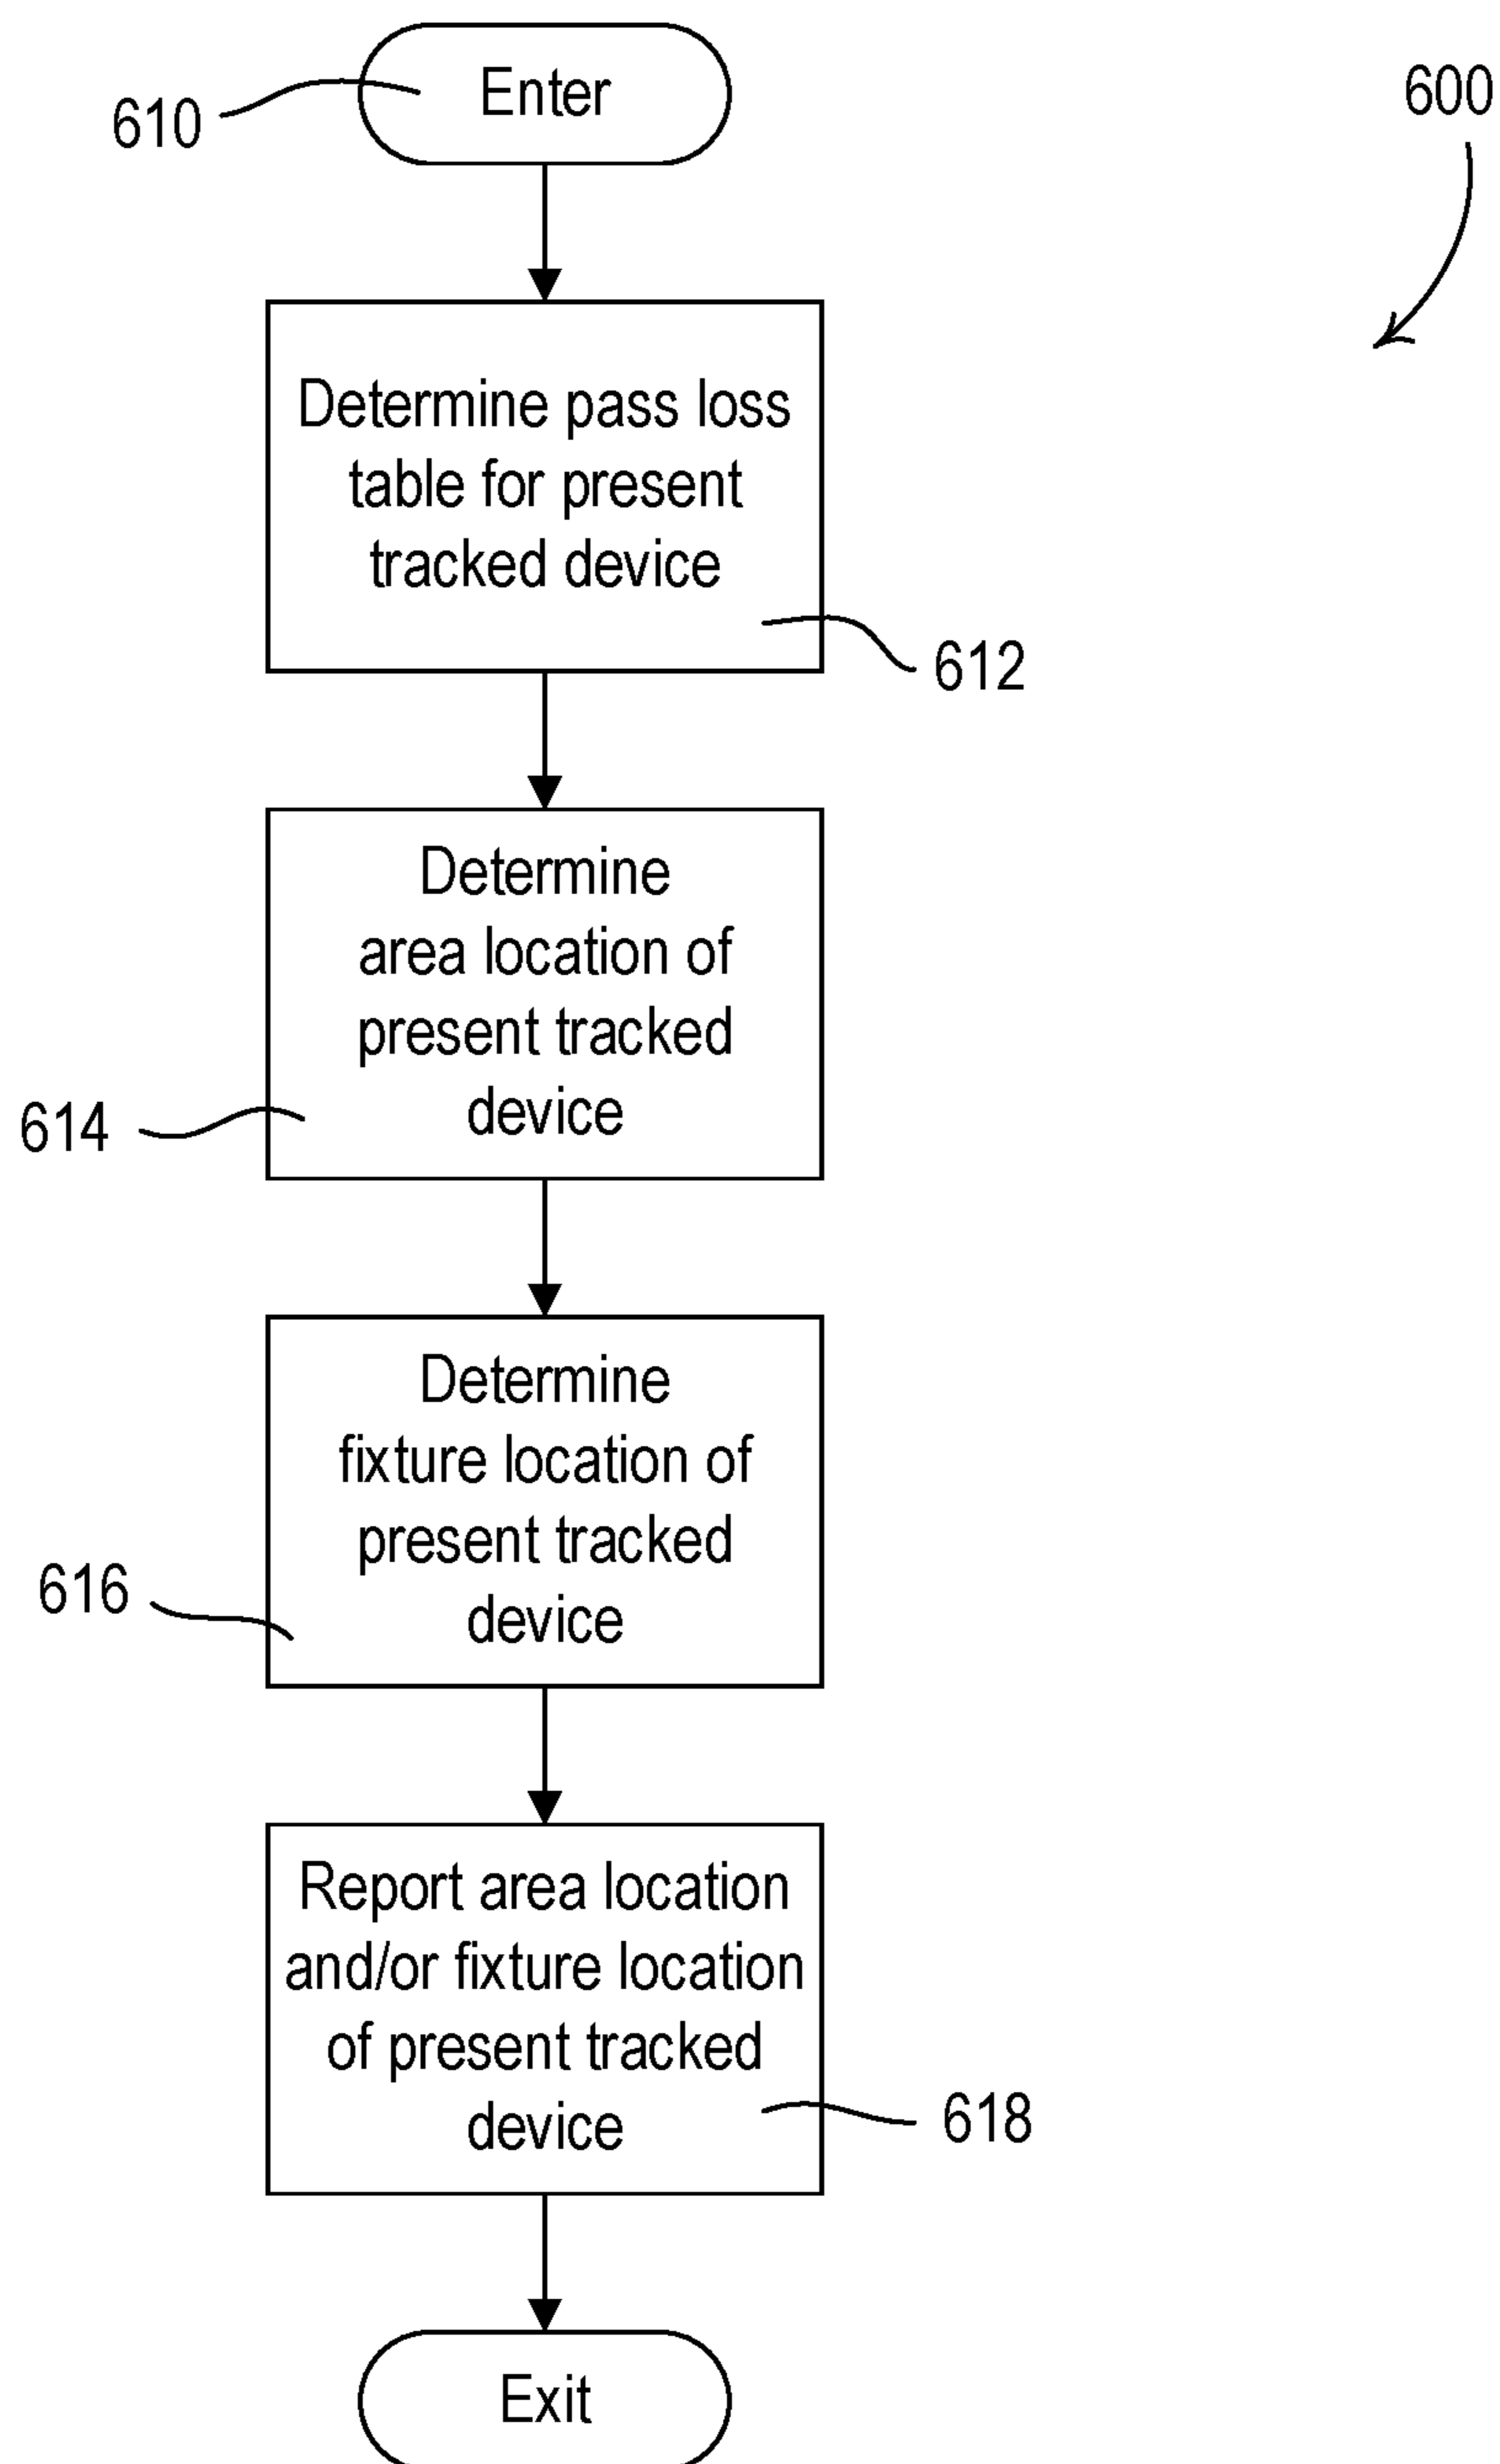 Enter
610
600
Determine pass loss
table for present
tracked device
612
Determine
area location of
present tracked
device
614
Determine
fixture location of
present tracked
device
616
Report area location
and/or fixture location
of present tracked
device
618
Exit